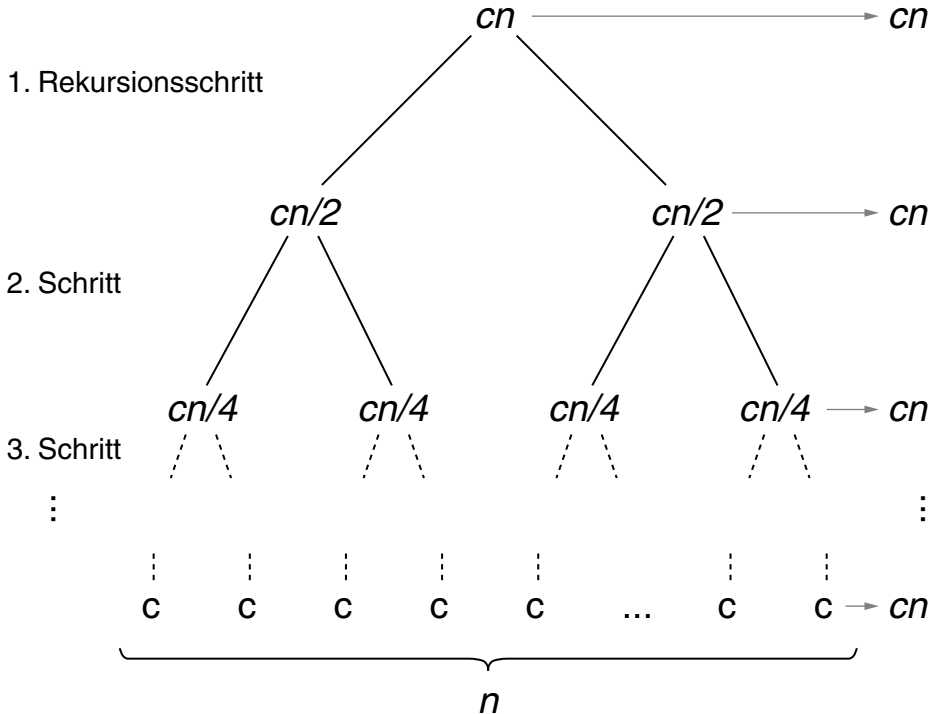 cn cn
1. Rekursionsschritt
cn/2 cn/2 cn
2. Schritt
cn/4 cn/4 cn/4 cn/4 cn
3. Schritt
⋮ ⋮
c c c c c ... c c cn
n